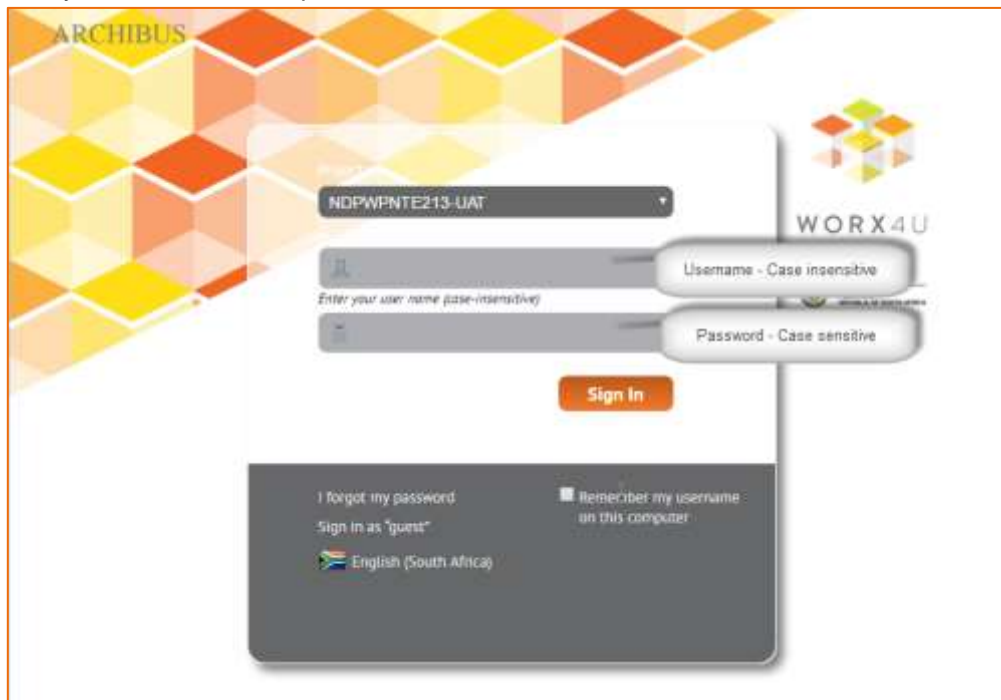 ARCHIBUS
NDPWPNTE213-UAT
WORX4U
Username - Case insensitive
Enter your user name (case-insensitive)
Password - Case sensitive
Sign In
I forgot my password
Remember my username
on this computer
Sign in as "guest"
English (South Africa)